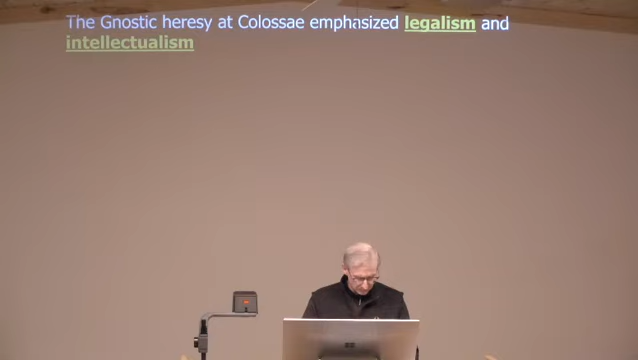 The Gnostic heresy at Colossae emphasized legalism and
intellectualism